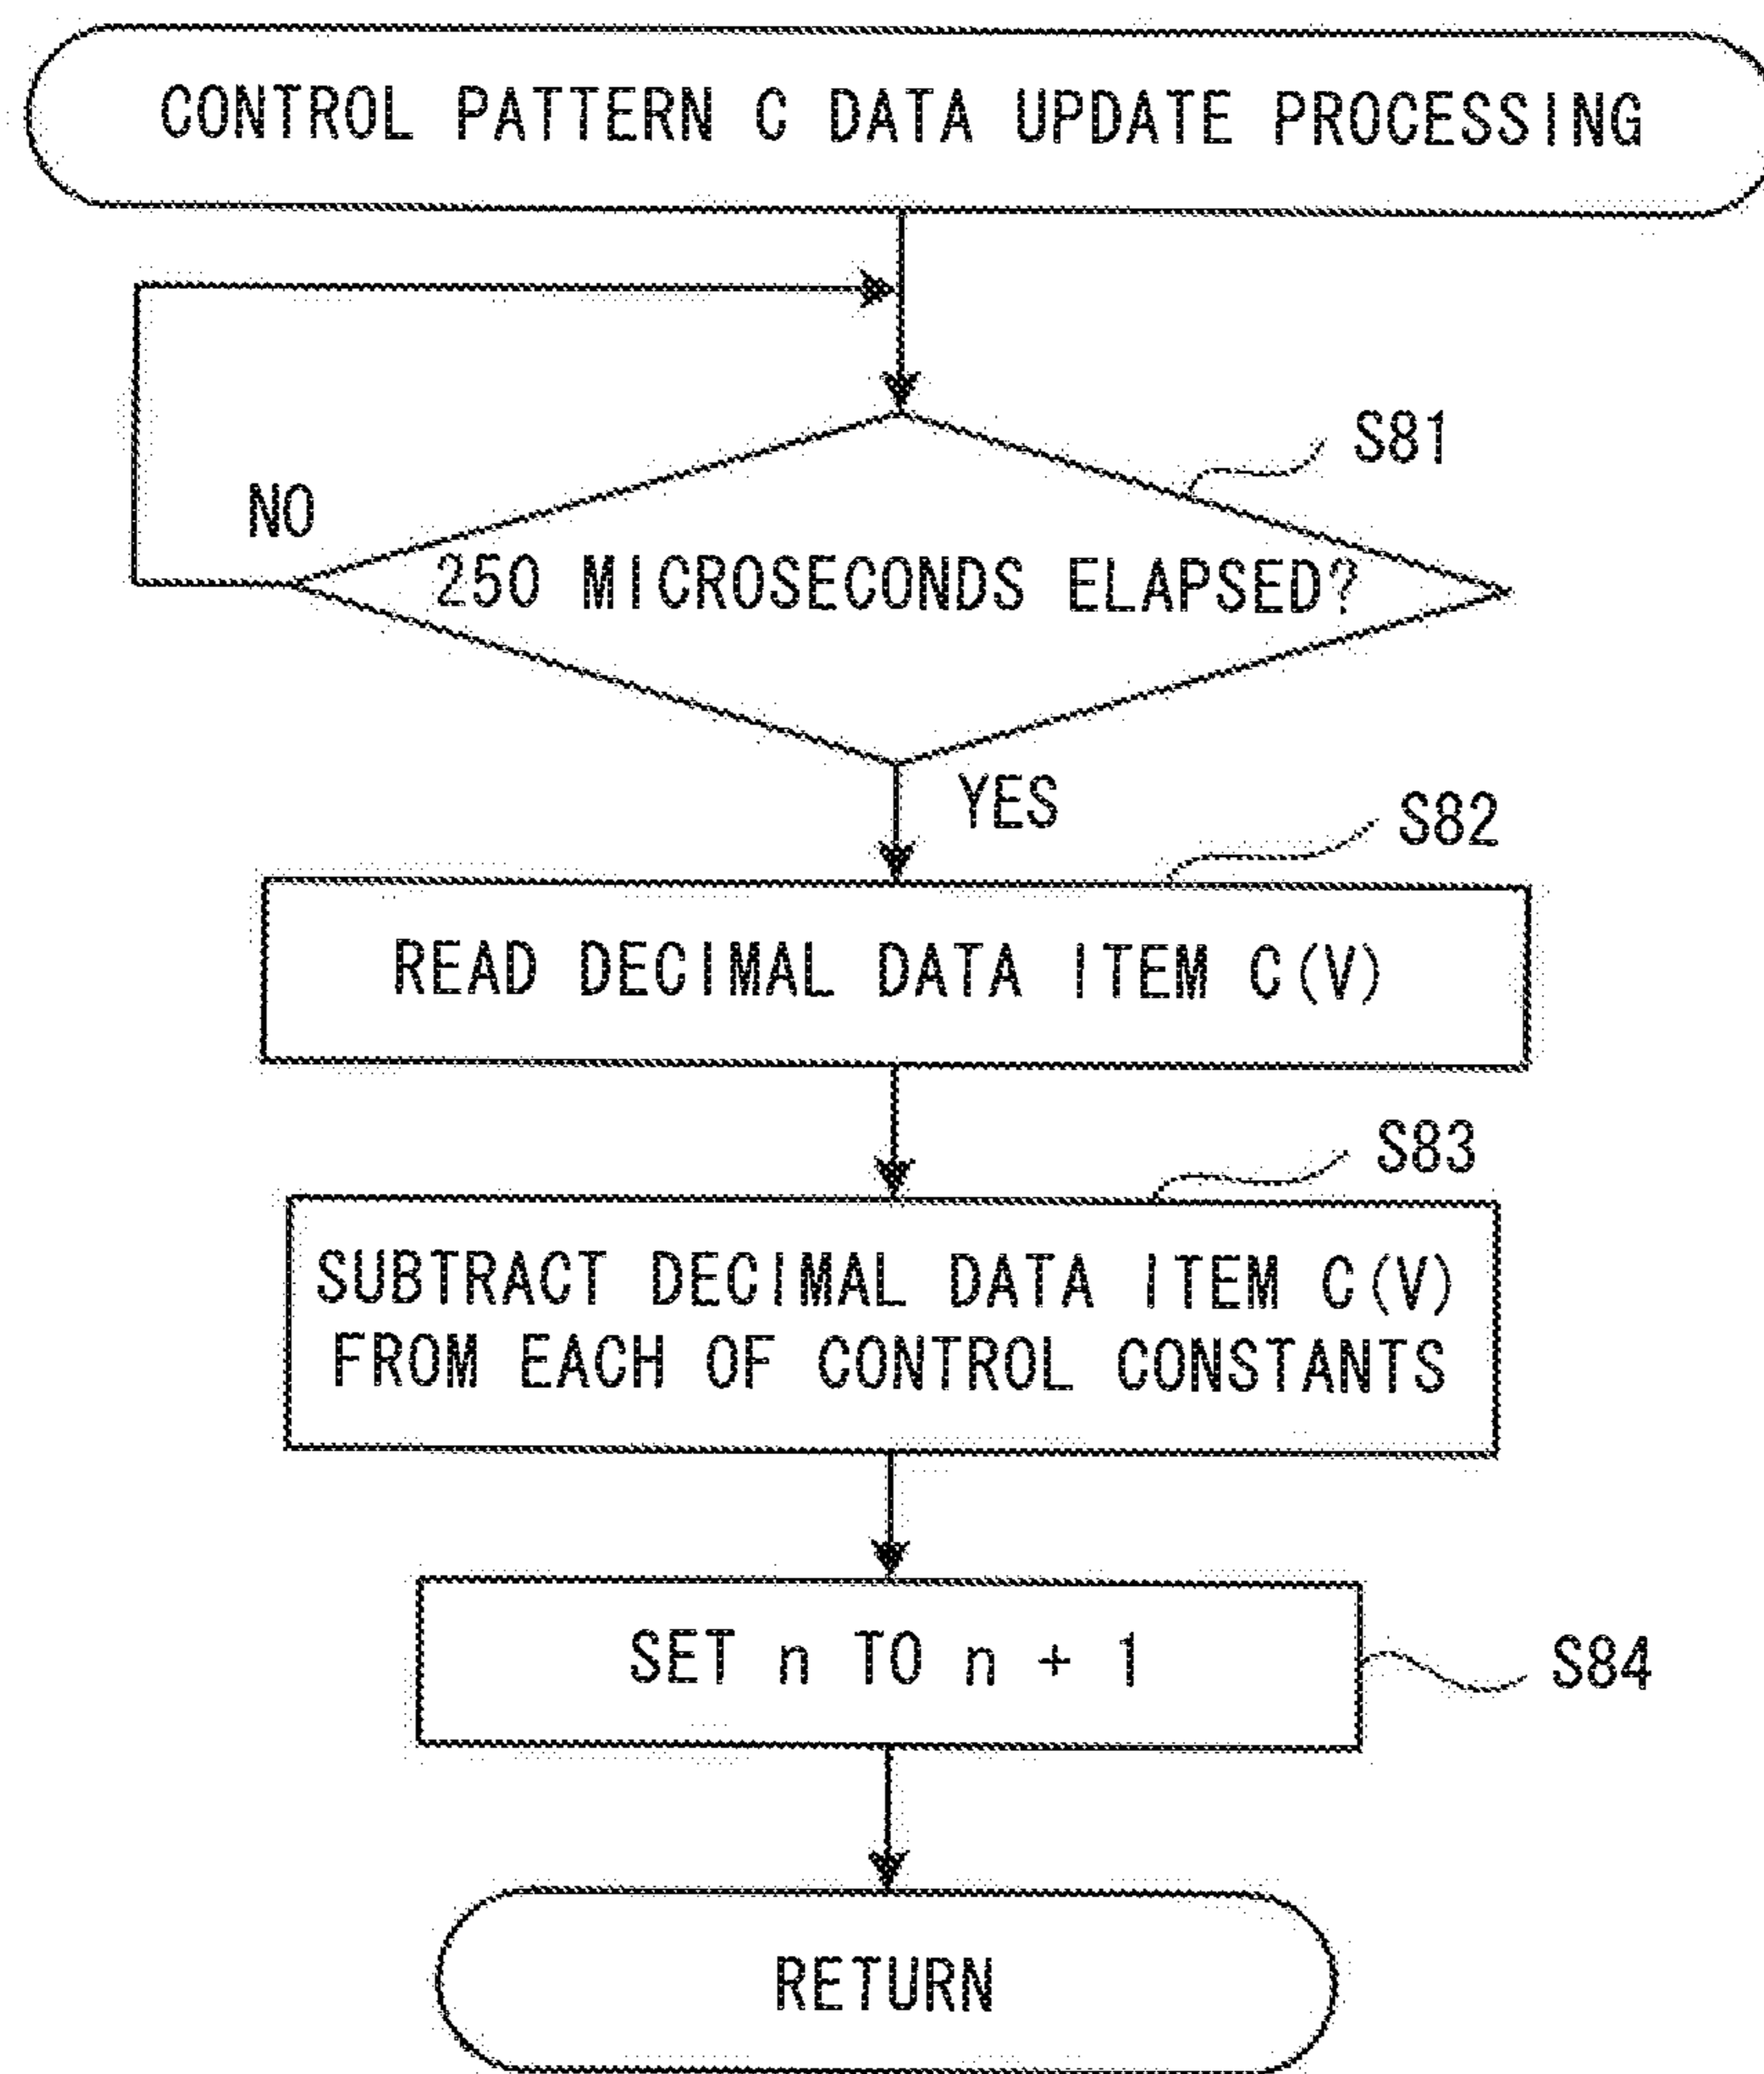 CONTROL PATTERN C DATA UPDATE PROCESSING
S81
NO
250 MICROSECONDS ELAPSED?
YES
S82
READ DECIMAL DATA ITEM C(V)
S83
SUBTRACT DECIMAL DATA ITEM C(V)
FROM EACH OF CONTROL CONSTANTS
SET n TO n + 1
S84
RETURN